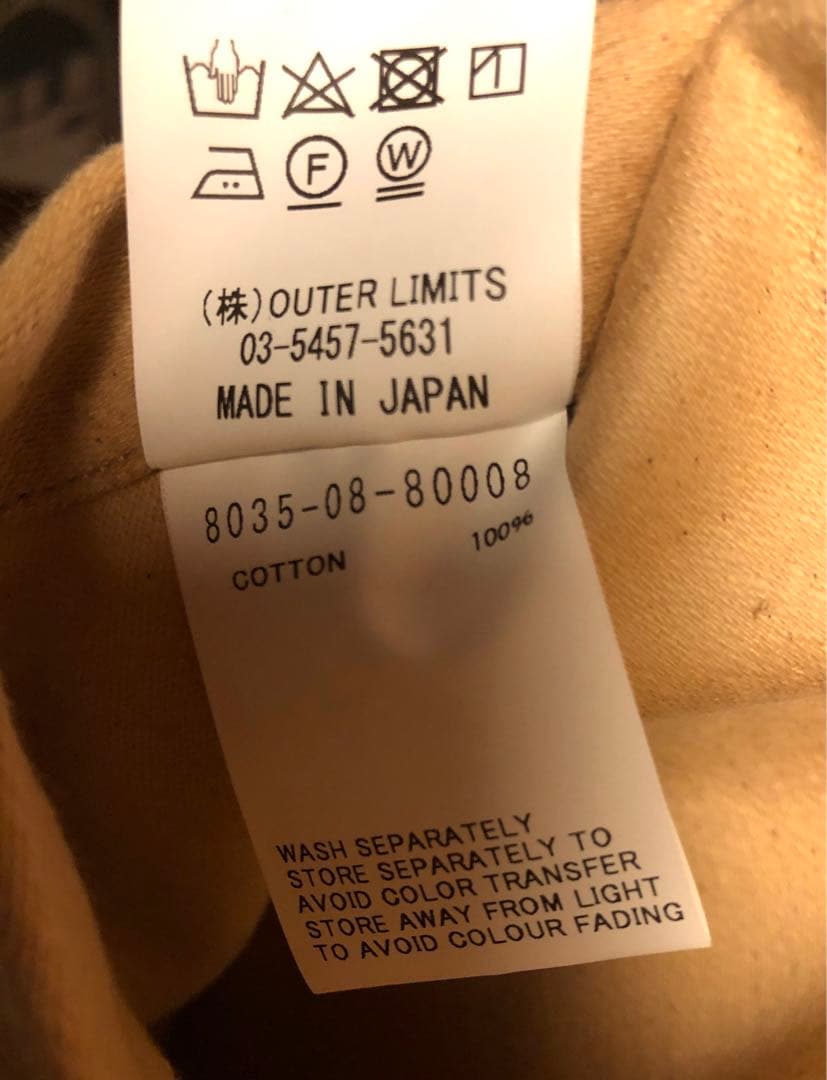 F W
(株)OUTER LIMITS
03-5457-5631
MADE IN JAPAN
8035-08-80008
COTTON 100%
WASH SEPARATELY
STORE SEPARATELY TO
AVOID COLOR TRANSFER
STORE AWAY FROM LIGHT
TO AVOID COLOUR FADING